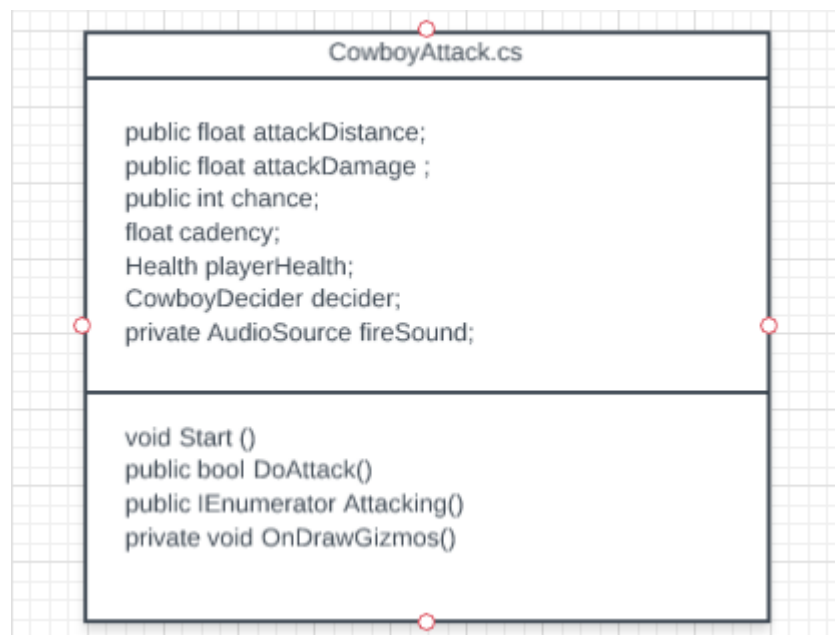 CowboyAttack.cs
public float attackDistance;
public float attackDamage ;
public int chance;
float cadency;
Health playerHealth;
CowboyDecider decider;
private AudioSource fireSound;
void Start ()
public bool DoAttack()
public IEnumerator Attacking()
private void OnDrawGizmos()